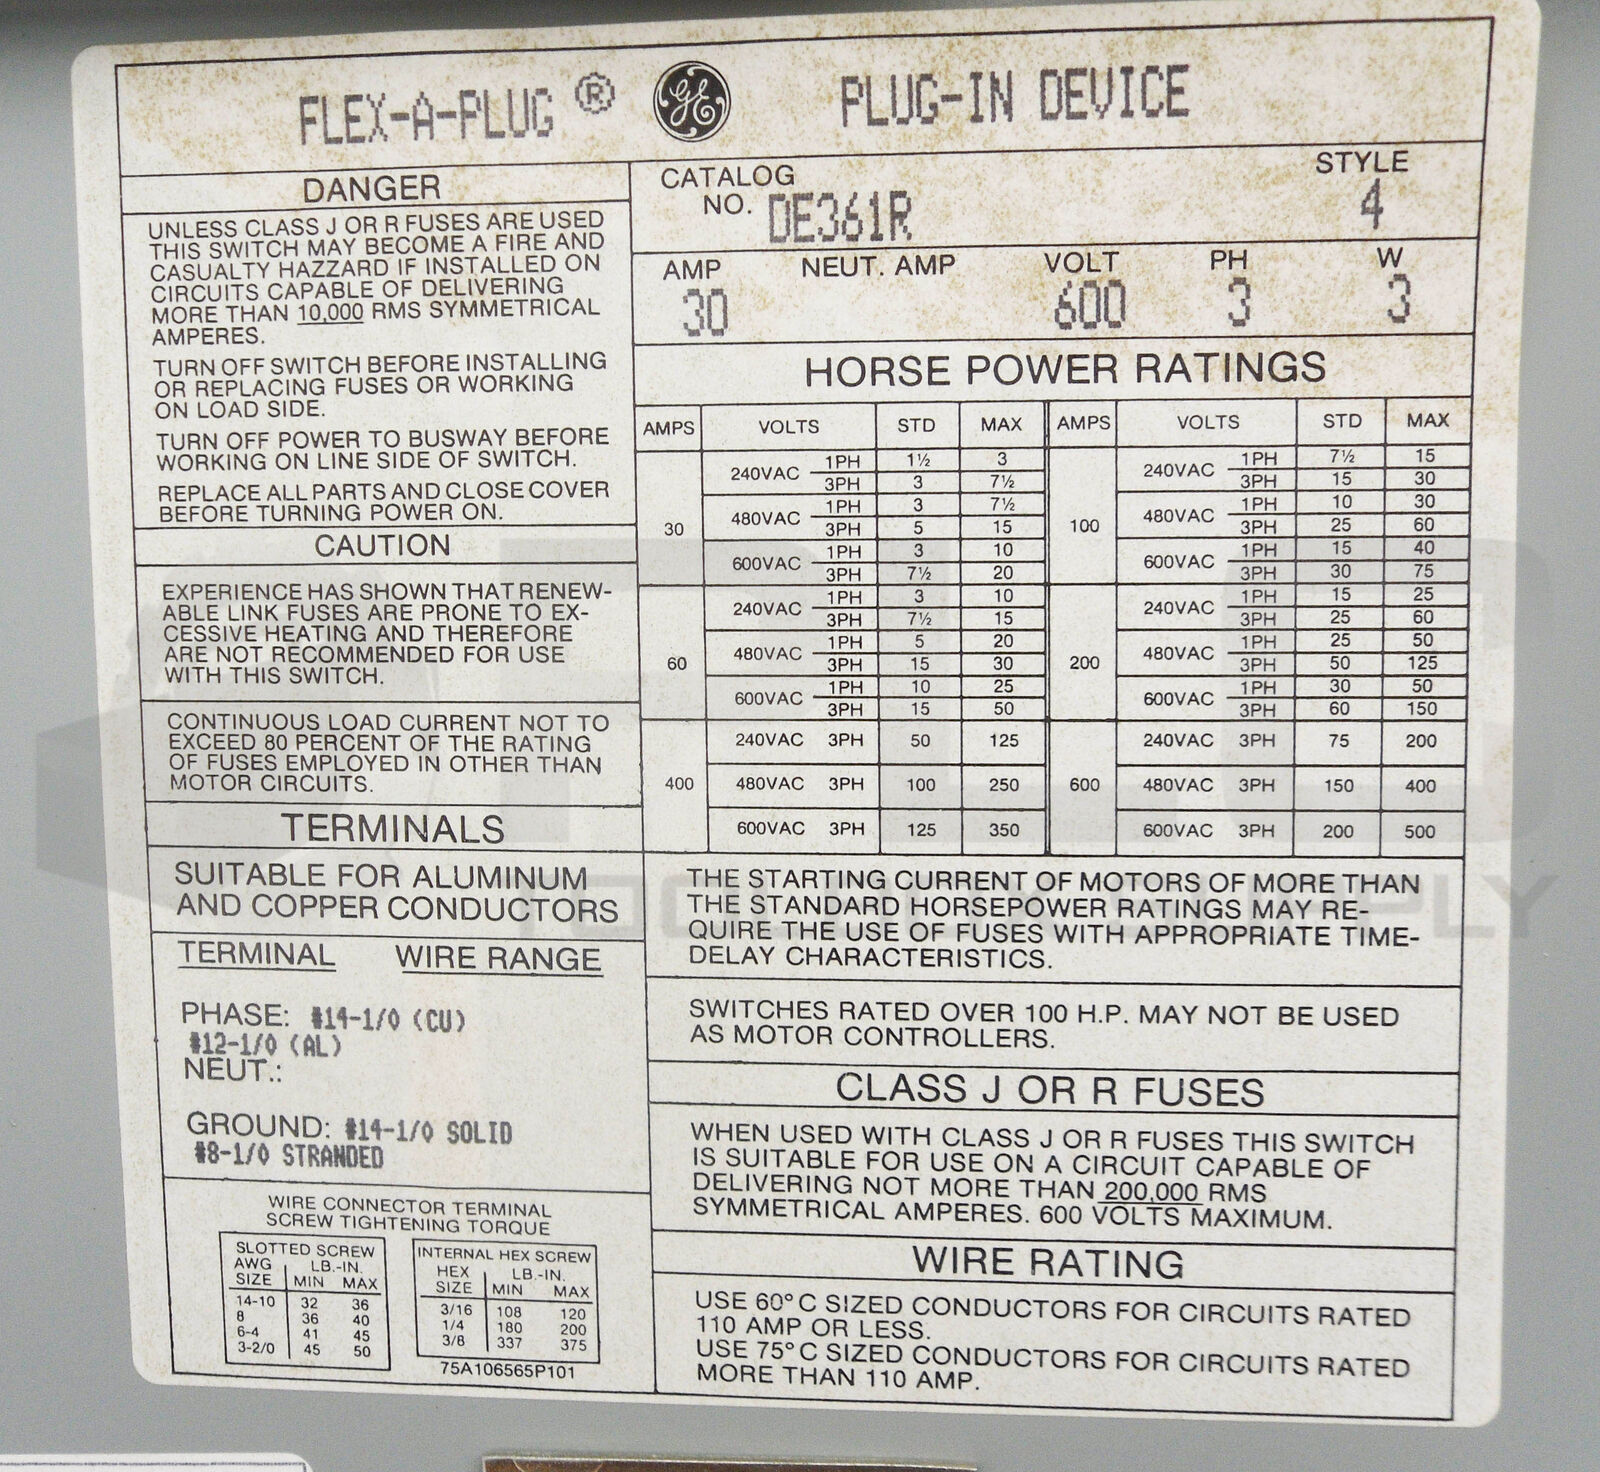 FLEX-A-PLUG ® GE PLUG-IN DEVICE
DANGER
UNLESS CLASS J OR R FUSES ARE USED
THIS SWITCH MAY BECOME A FIRE AND
CASUALTY HAZZARD IF INSTALLED ON
CIRCUITS CAPABLE OF DELIVERING
MORE THAN 10,000 RMS SYMMETRICAL
AMPERES.
TURN OFF SWITCH BEFORE INSTALLING
OR REPLACING FUSES OR WORKING
ON LOAD SIDE.
TURN OFF POWER TO BUSWAY BEFORE
WORKING ON LINE SIDE OF SWITCH.
REPLACE ALL PARTS AND CLOSE COVER
BEFORE TURNING POWER ON.
CAUTION
EXPERIENCE HAS SHOWN THAT RENEW-
ABLE LINK FUSES ARE PRONE TO EX-
CESSIVE HEATING AND THEREFORE
ARE NOT RECOMMENDED FOR USE
WITH THIS SWITCH.
CONTINUOUS LOAD CURRENT NOT TO
EXCEED 80 PERCENT OF THE RATING
OF FUSES EMPLOYED IN OTHER THAN
MOTOR CIRCUITS.
TERMINALS
SUITABLE FOR ALUMINUM
AND COPPER CONDUCTORS
TERMINAL WIRE RANGE
PHASE: #14-1/0 (CU)
#12-1/0 (AL)
NEUT.:
GROUND: #14-1/0 SOLID
#8-1/0 STRANDED
WIRE CONNECTOR TERMINAL
SCREW TIGHTENING TORQUE
SLOTTED SCREW
AWG LB.-IN.
SIZE MIN MAX
14-10 32 36
8 36 40
6-4 41 45
3-2/0 45 50
INTERNAL HEX SCREW
HEX LB.-IN.
SIZE MIN MAX
3/16 108 120
1/4 180 200
3/8 337 375
75A106565P101
CATALOG STYLE
NO. DE361R 4
AMP NEUT. AMP VOLT PH W
30 600 3 3
HORSE POWER RATINGS
AMPS VOLTS STD MAX AMPS VOLTS STD MAX
30 240VAC 1PH 1½ 3 100 240VAC 1PH 7½ 15
3PH 3 7½ 3PH 15 30
480VAC 1PH 3 7½ 480VAC 1PH 10 30
3PH 5 15 3PH 25 60
600VAC 1PH 3 10 600VAC 1PH 15 40
3PH 7½ 20 3PH 30 75
60 240VAC 1PH 3 10 200 240VAC 1PH 15 25
3PH 7½ 15 3PH 25 60
480VAC 1PH 5 20 480VAC 1PH 25 50
3PH 15 30 3PH 50 125
600VAC 1PH 10 25 600VAC 1PH 30 50
3PH 15 50 3PH 60 150
400 240VAC 3PH 50 125 600 240VAC 3PH 75 200
480VAC 3PH 100 250 480VAC 3PH 150 400
600VAC 3PH 125 350 600VAC 3PH 200 500
THE STARTING CURRENT OF MOTORS OF MORE THAN
THE STANDARD HORSEPOWER RATINGS MAY RE-
QUIRE THE USE OF FUSES WITH APPROPRIATE TIME-
DELAY CHARACTERISTICS.
SWITCHES RATED OVER 100 H.P. MAY NOT BE USED
AS MOTOR CONTROLLERS.
CLASS J OR R FUSES
WHEN USED WITH CLASS J OR R FUSES THIS SWITCH
IS SUITABLE FOR USE ON A CIRCUIT CAPABLE OF
DELIVERING NOT MORE THAN 200,000 RMS
SYMMETRICAL AMPERES. 600 VOLTS MAXIMUM.
WIRE RATING
USE 60°C SIZED CONDUCTORS FOR CIRCUITS RATED
110 AMP OR LESS.
USE 75°C SIZED CONDUCTORS FOR CIRCUITS RATED
MORE THAN 110 AMP.